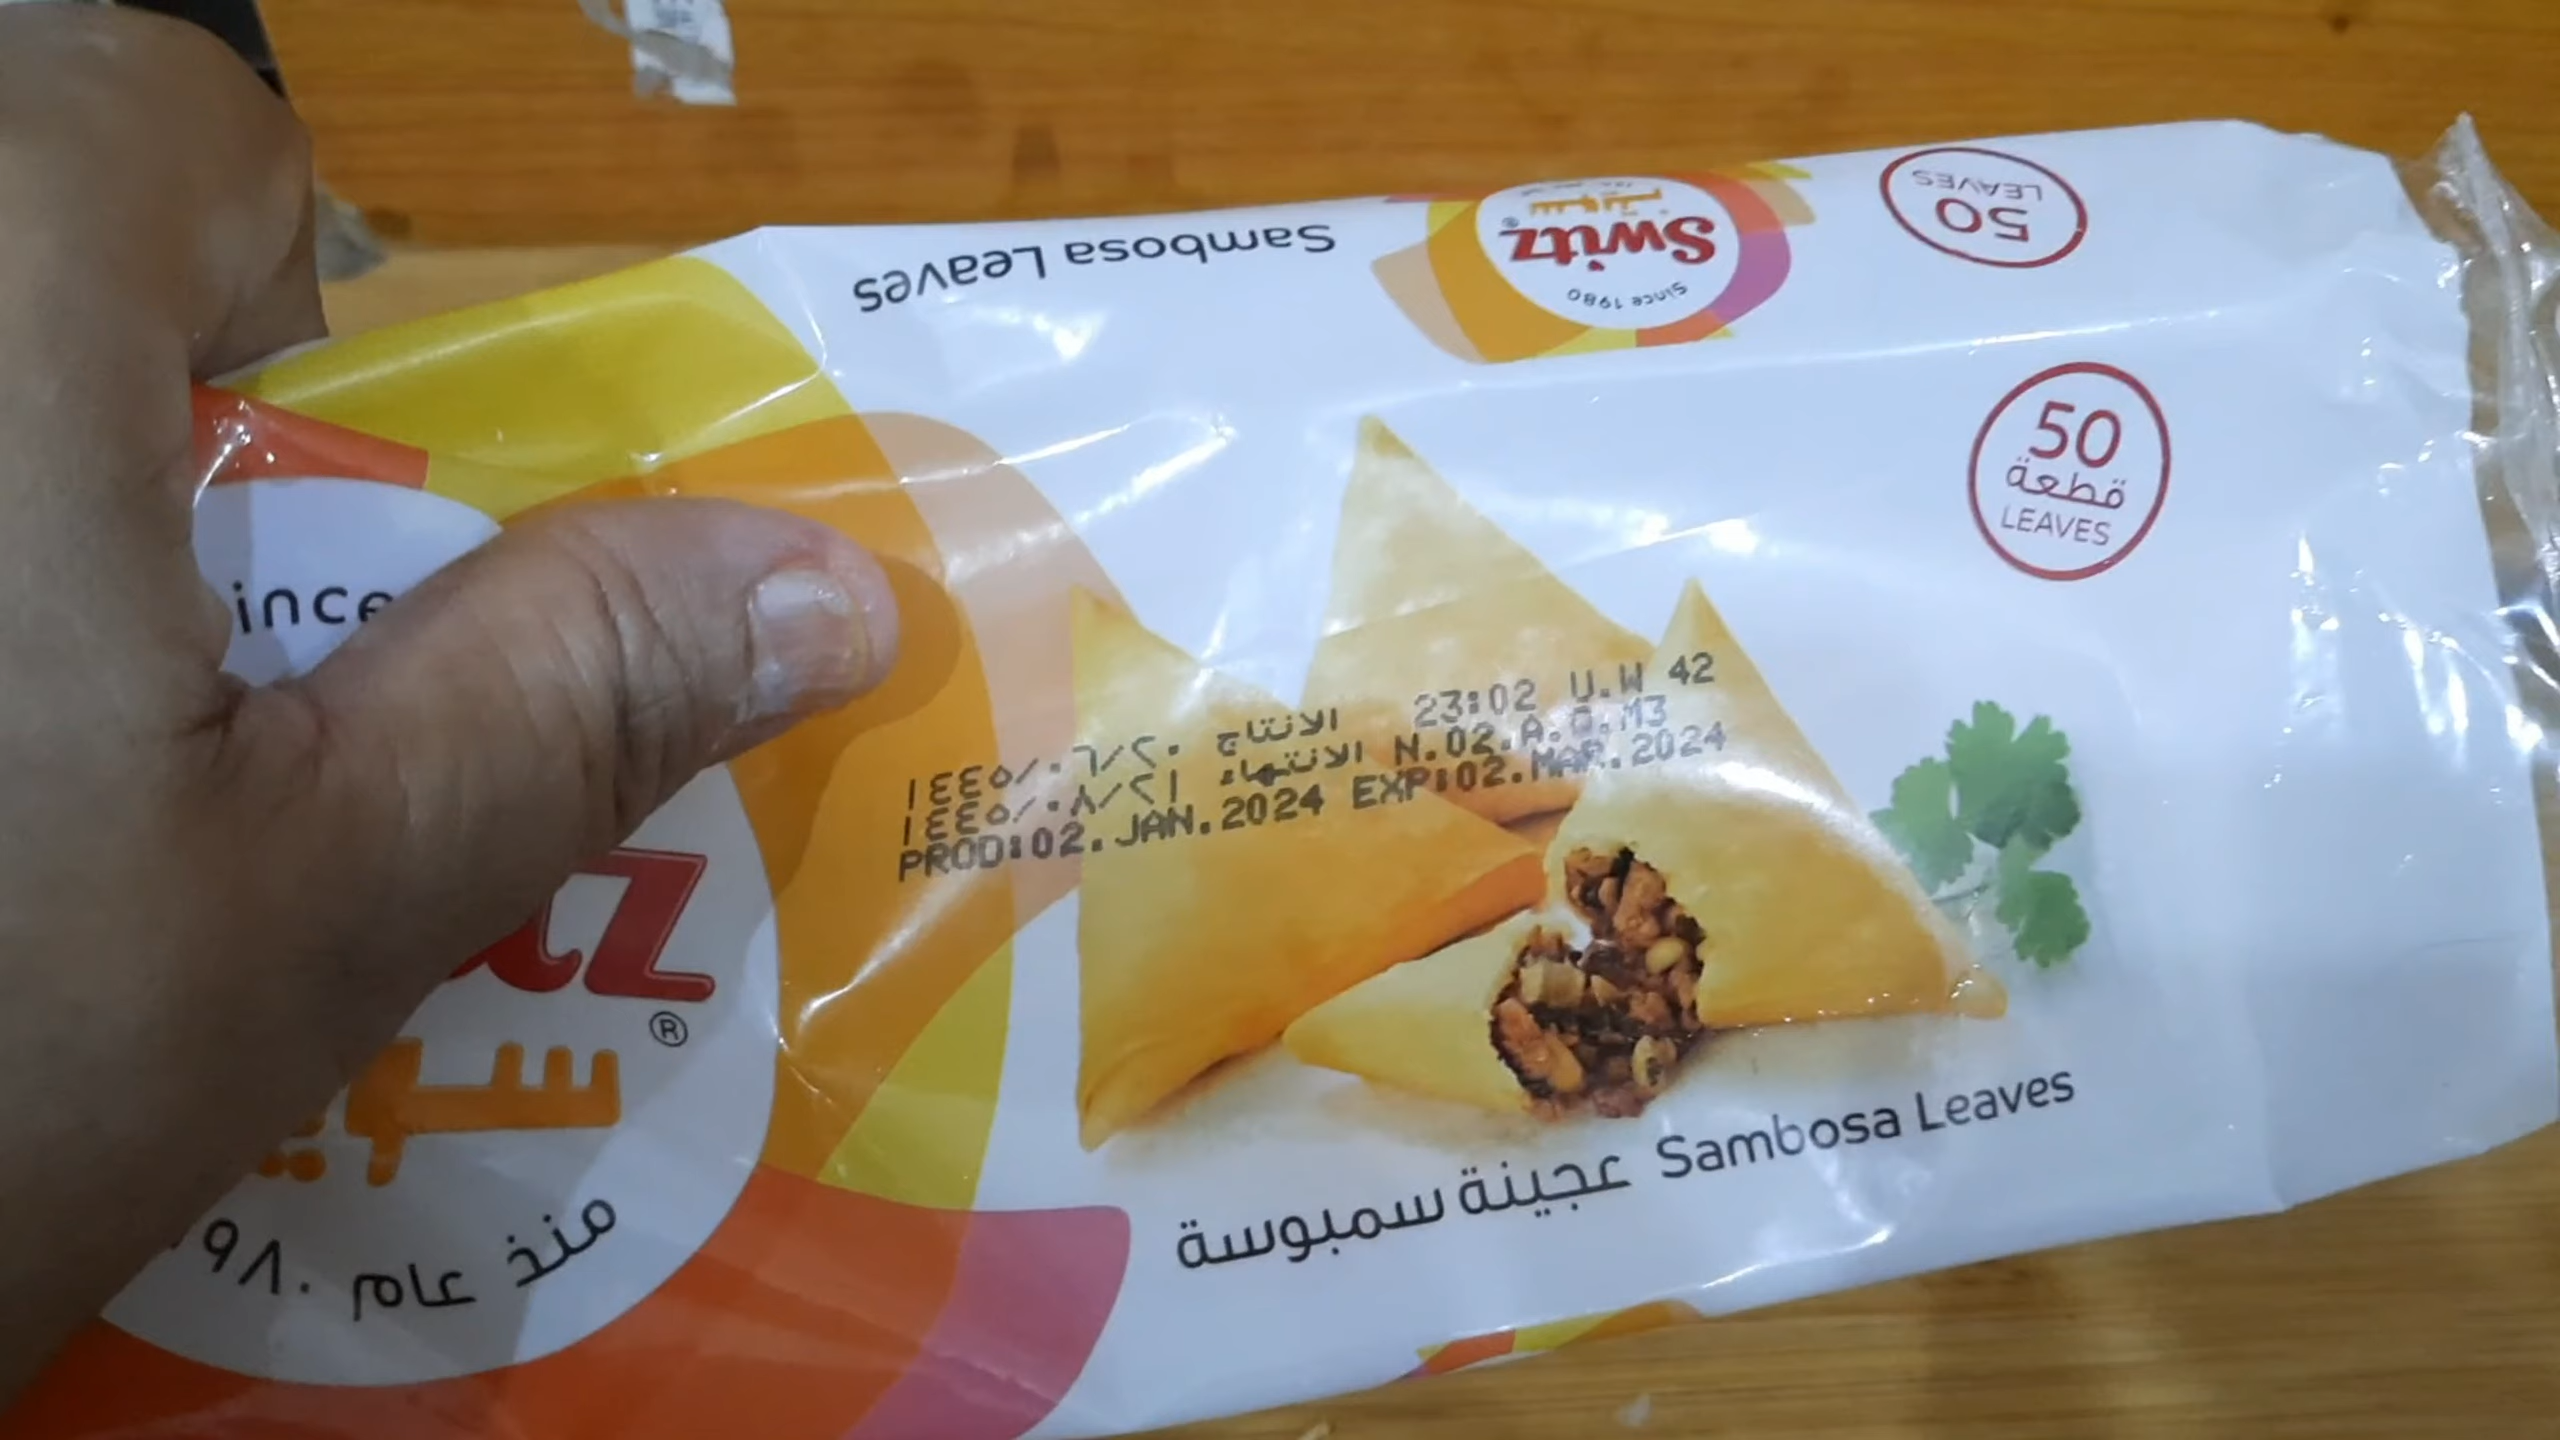 50
LEAVES
Switz®
Since 1980
Sambosa Leaves
50
قطعة
LEAVES
ince
®
منذ عام ٩٨٠
الانتاج ١٤٤٥/٠٦/٢٠ 23:02 U.W 42
الانتهاء ١٤٤٥/٠٨/٢١ N.02.A.Q.M3
PROD:02.JAN.2024 EXP:02.MAR.2024
عجينة سمبوسة Sambosa Leaves